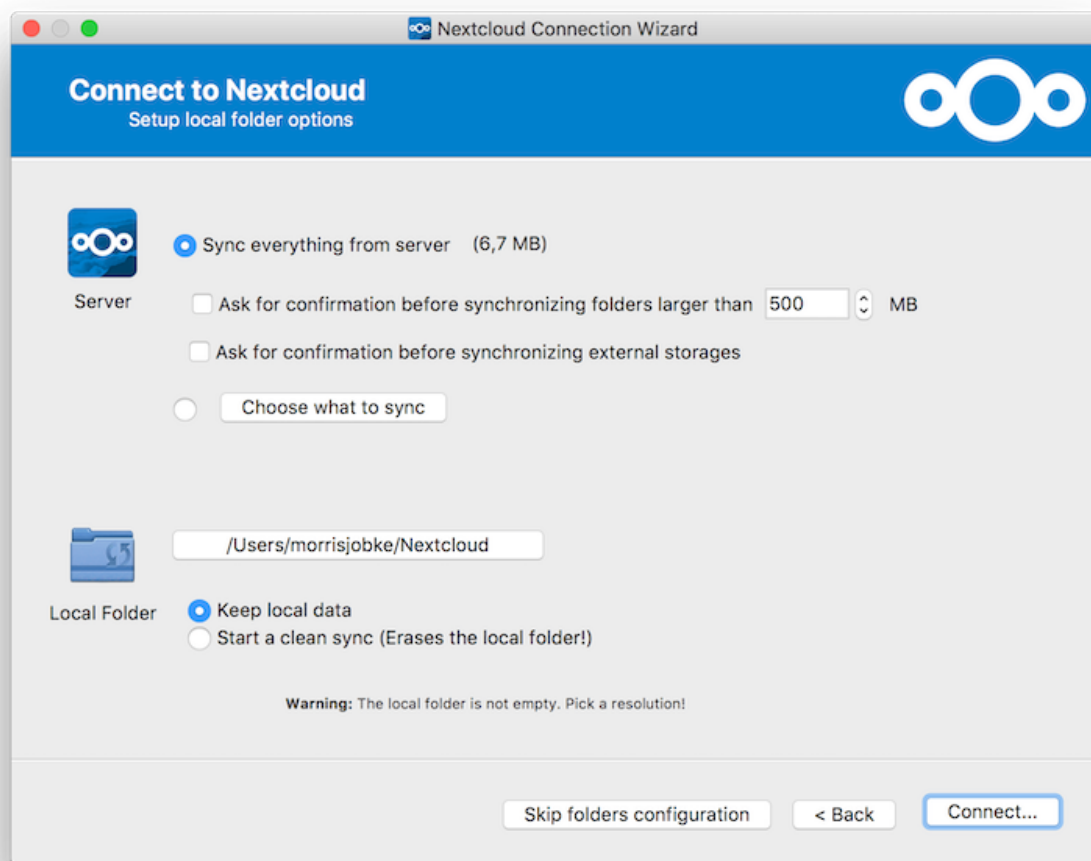 Nextcloud Connection Wizard
Connect to Nextcloud
Setup local folder options
Sync everything from server (6,7 MB)
Server
Ask for confirmation before synchronizing folders larger than 500 MB
Ask for confirmation before synchronizing external storages
Choose what to sync
/Users/morrisjobke/Nextcloud
Local Folder
Keep local data
Start a clean sync (Erases the local folder!)
Warning: The local folder is not empty. Pick a resolution!
Skip folders configuration < Back Connect...